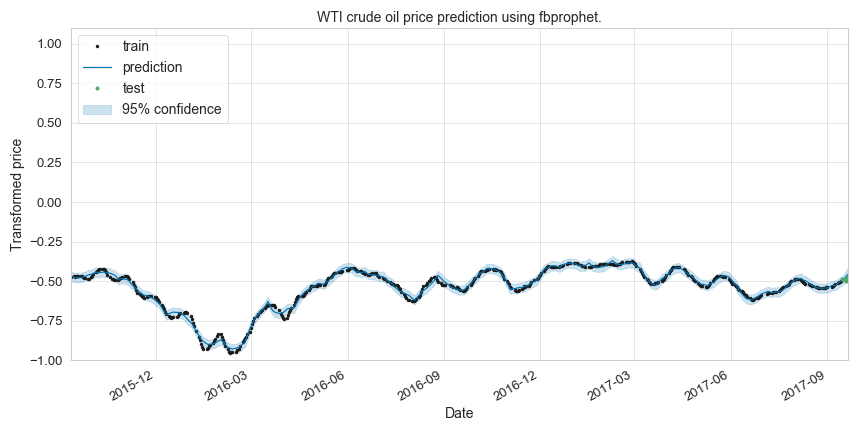 WTI crude oil price prediction using fbprophet.
train
prediction
test
95% confidence
Transformed price
1.00
0.75
0.50
0.25
0.00
−0.25
−0.50
−0.75
−1.00
2015-12
2016-03
2016-06
2016-09
2016-12
2017-03
2017-06
2017-09
Date